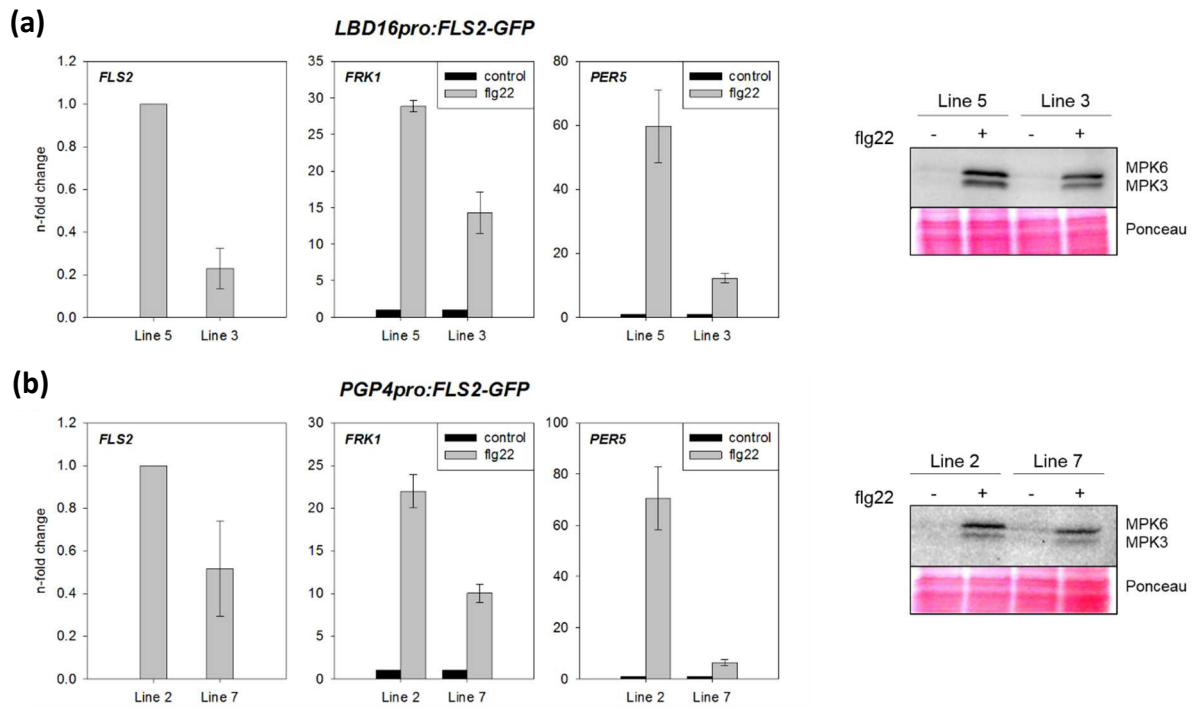 (a)
LBD16pro:FLS2-GFP
n-fold change
1.2
1.0
0.8
0.6
0.4
0.2
0.0
FLS2
Line 5 Line 3
35
30
25
20
15
10
5
0
FRK1
control
flg22
Line 5 Line 3
80
60
40
20
0
PER5
control
flg22
Line 5 Line 3
Line 5 Line 3
flg22 - + - +
MPK6
MPK3
Ponceau
(b)
PGP4pro:FLS2-GFP
n-fold change
1.2
1.0
0.8
0.6
0.4
0.2
0.0
FLS2
Line 2 Line 7
30
25
20
15
10
5
0
FRK1
control
flg22
Line 2 Line 7
100
80
60
40
20
0
PER5
control
flg22
Line 2 Line 7
Line 2 Line 7
flg22 - + - +
MPK6
MPK3
Ponceau